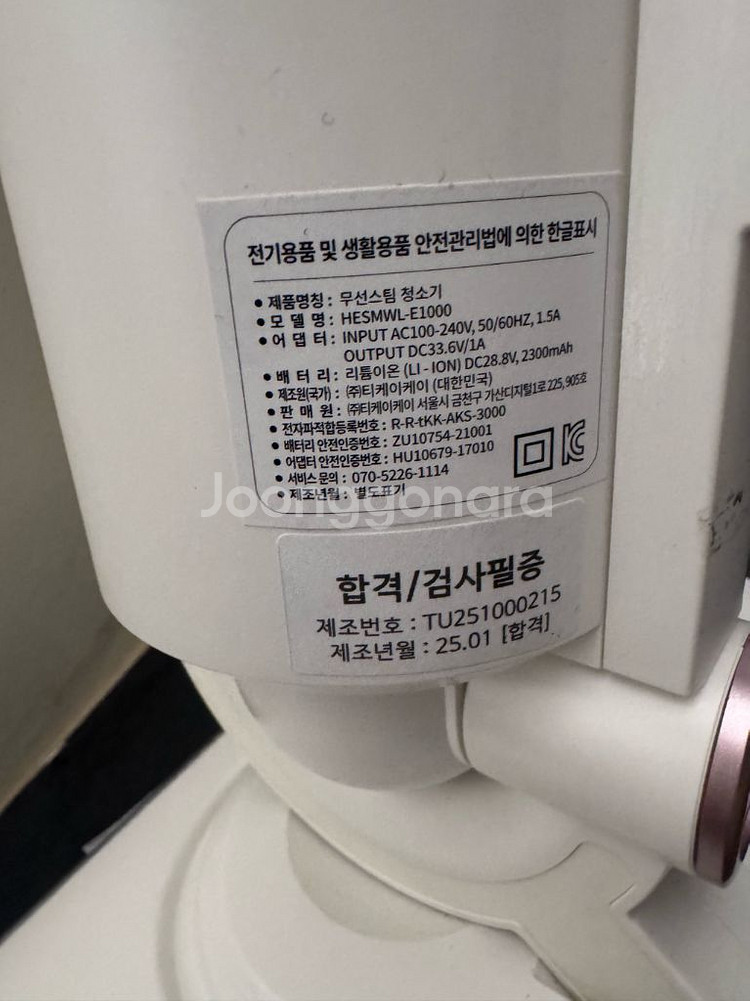 전기용품 및 생활용품 안전관리법에 의한 한글표시
• 제품명칭 : 무선스팀 청소기
• 모 델 명 : HESMWL-E1000
• 어 댑 터 : INPUT AC100-240V, 50/60HZ, 1.5A
OUTPUT DC33.6V/1A
• 배 터 리 : 리튬이온 (LI - ION) DC28.8V, 2300mAh
• 제조원(국가) : ㈜티케이케이 (대한민국)
• 판 매 원 : ㈜티케이케이 서울시 금천구 가산디지털1로 225, 905호
• 전자파적합등록번호 : R-R-tKK-AKS-3000
• 배터리 안전인증번호 : ZU10754-21001
• 어댑터 안전인증번호 : HU10679-17010
• 서비스문의 : 070-5226-1114
• 제조년월 : 별도표기
Joonggonara
합격/검사필증
제조번호 : TU251000215
제조년월 : 25.01 [합격]